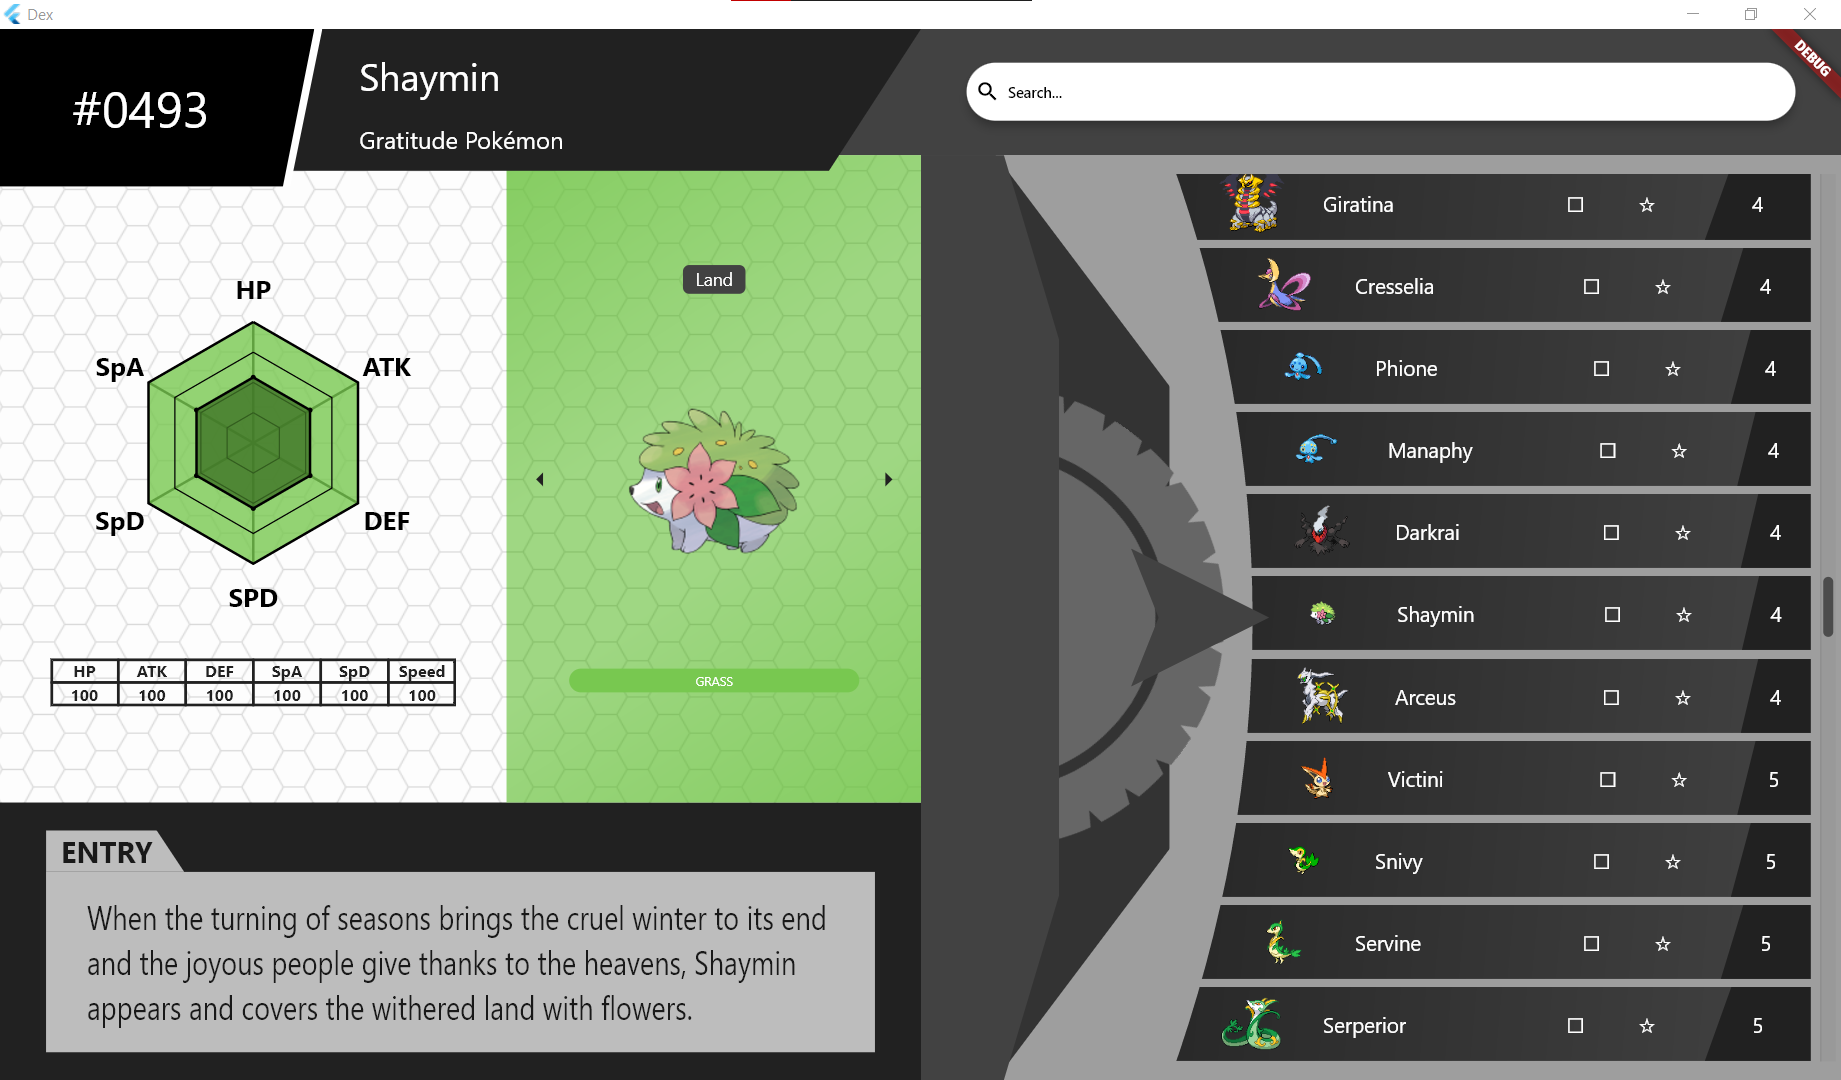 Dex
DEBUG
#0493
Shaymin
Gratitude Pokémon
Search...
HP
SpA
ATK
SpD
DEF
SPD
HP ATK DEF SpA SpD Speed
100 100 100 100 100 100
Land
GRASS
ENTRY
When the turning of seasons brings the cruel winter to its end
and the joyous people give thanks to the heavens, Shaymin
appears and covers the withered land with flowers.
Giratina 4
Cresselia 4
Phione 4
Manaphy 4
Darkrai 4
Shaymin 4
Arceus 4
Victini 5
Snivy 5
Servine 5
Serperior 5